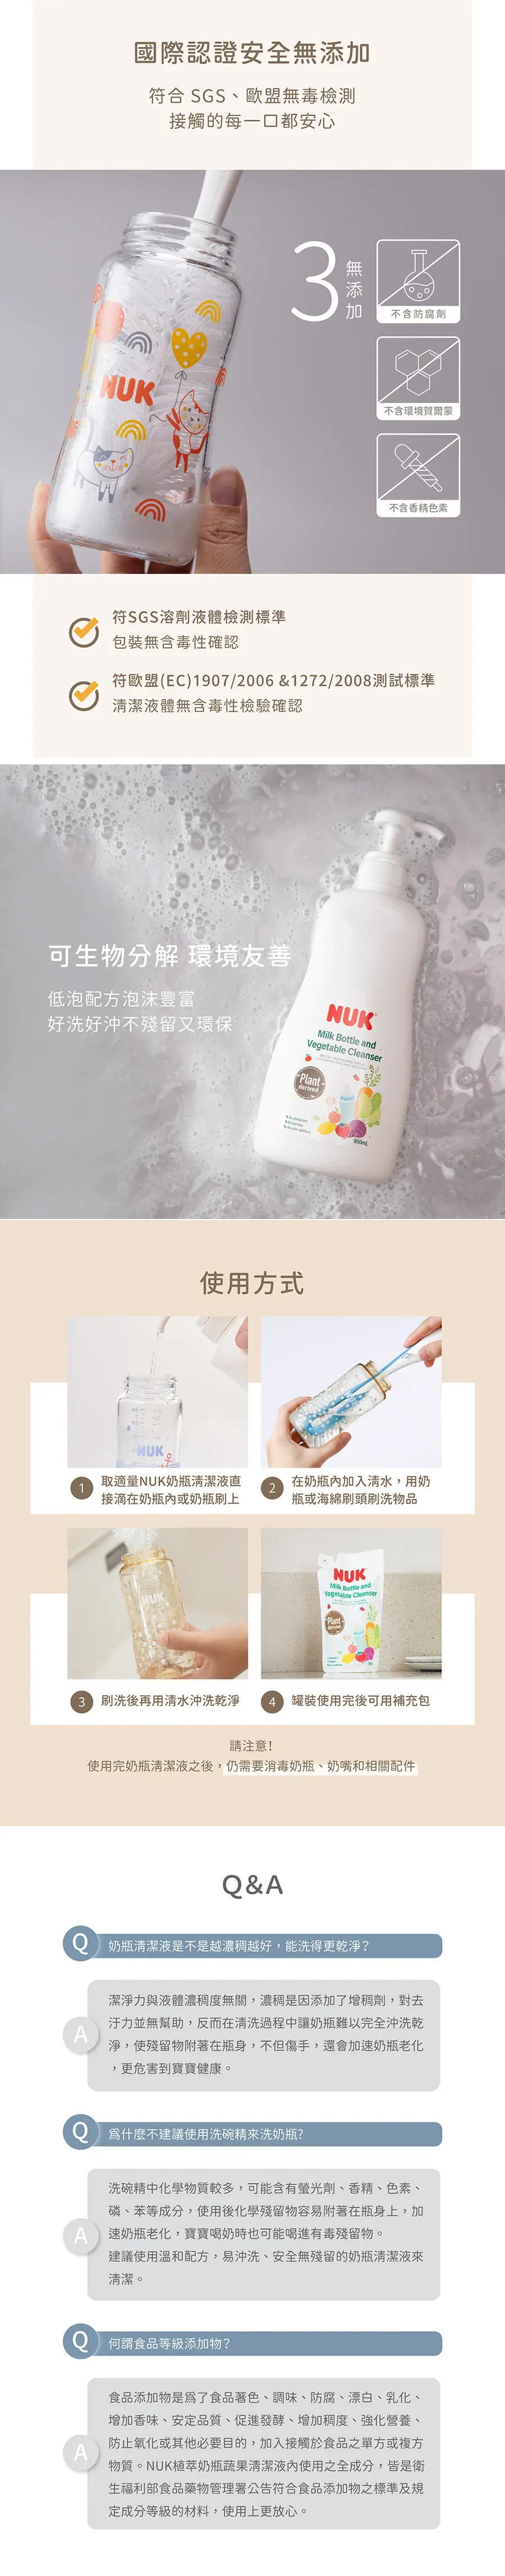 國際認證安全無添加
符合 SGS、歐盟無毒檢測
接觸的每一口都安心
NUK
3
無添加
不含防腐劑
不含環境賀爾蒙
不含香精色素
符SGS溶劑液體檢測標準
包裝無含毒性確認
符歐盟(EC)1907/2006 &1272/2008測試標準
清潔液體無含毒性檢驗確認
可生物分解 環境友善
低泡配方泡沫豐富
好洗好沖不殘留又環保
NUK
Milk Bottle and
Vegetable Cleanser
Plant
derived
950mL
使用方式
NUK
1 取適量NUK奶瓶清潔液直
接滴在奶瓶內或奶瓶刷上
2 在奶瓶內加入清水，用奶
瓶或海綿刷頭刷洗物品
NUK
NUK
Milk Bottle and
Vegetable Cleanser
Plant
derived
3 刷洗後再用清水沖洗乾淨
4 罐裝使用完後可用補充包
請注意!
使用完奶瓶清潔液之後，仍需要消毒奶瓶、奶嘴和相關配件
Q&A
Q 奶瓶清潔液是不是越濃稠越好，能洗得更乾淨？
A
潔淨力與液體濃稠度無關，濃稠是因添加了增稠劑，對去
汙力並無幫助，反而在清洗過程中讓奶瓶難以完全沖洗乾
淨，使殘留物附著在瓶身，不但傷手，還會加速奶瓶老化
，更危害到寶寶健康。
Q 為什麼不建議使用洗碗精來洗奶瓶?
A
洗碗精中化學物質較多，可能含有螢光劑、香精、色素、
磷、苯等成分，使用後化學殘留物容易附著在瓶身上，加
速奶瓶老化，寶寶喝奶時也可能喝進有毒殘留物。
建議使用溫和配方，易沖洗、安全無殘留的奶瓶清潔液來
清潔。
Q 何謂食品等級添加物？
A
食品添加物是為了食品著色、調味、防腐、漂白、乳化、
增加香味、安定品質、促進發酵、增加稠度、強化營養、
防止氧化或其他必要目的，加入接觸於食品之單方或複方
物質。NUK植萃奶瓶蔬果清潔液內使用之全成分，皆是衛
生福利部食品藥物管理署公告符合食品添加物之標準及規
定成分等級的材料，使用上更放心。